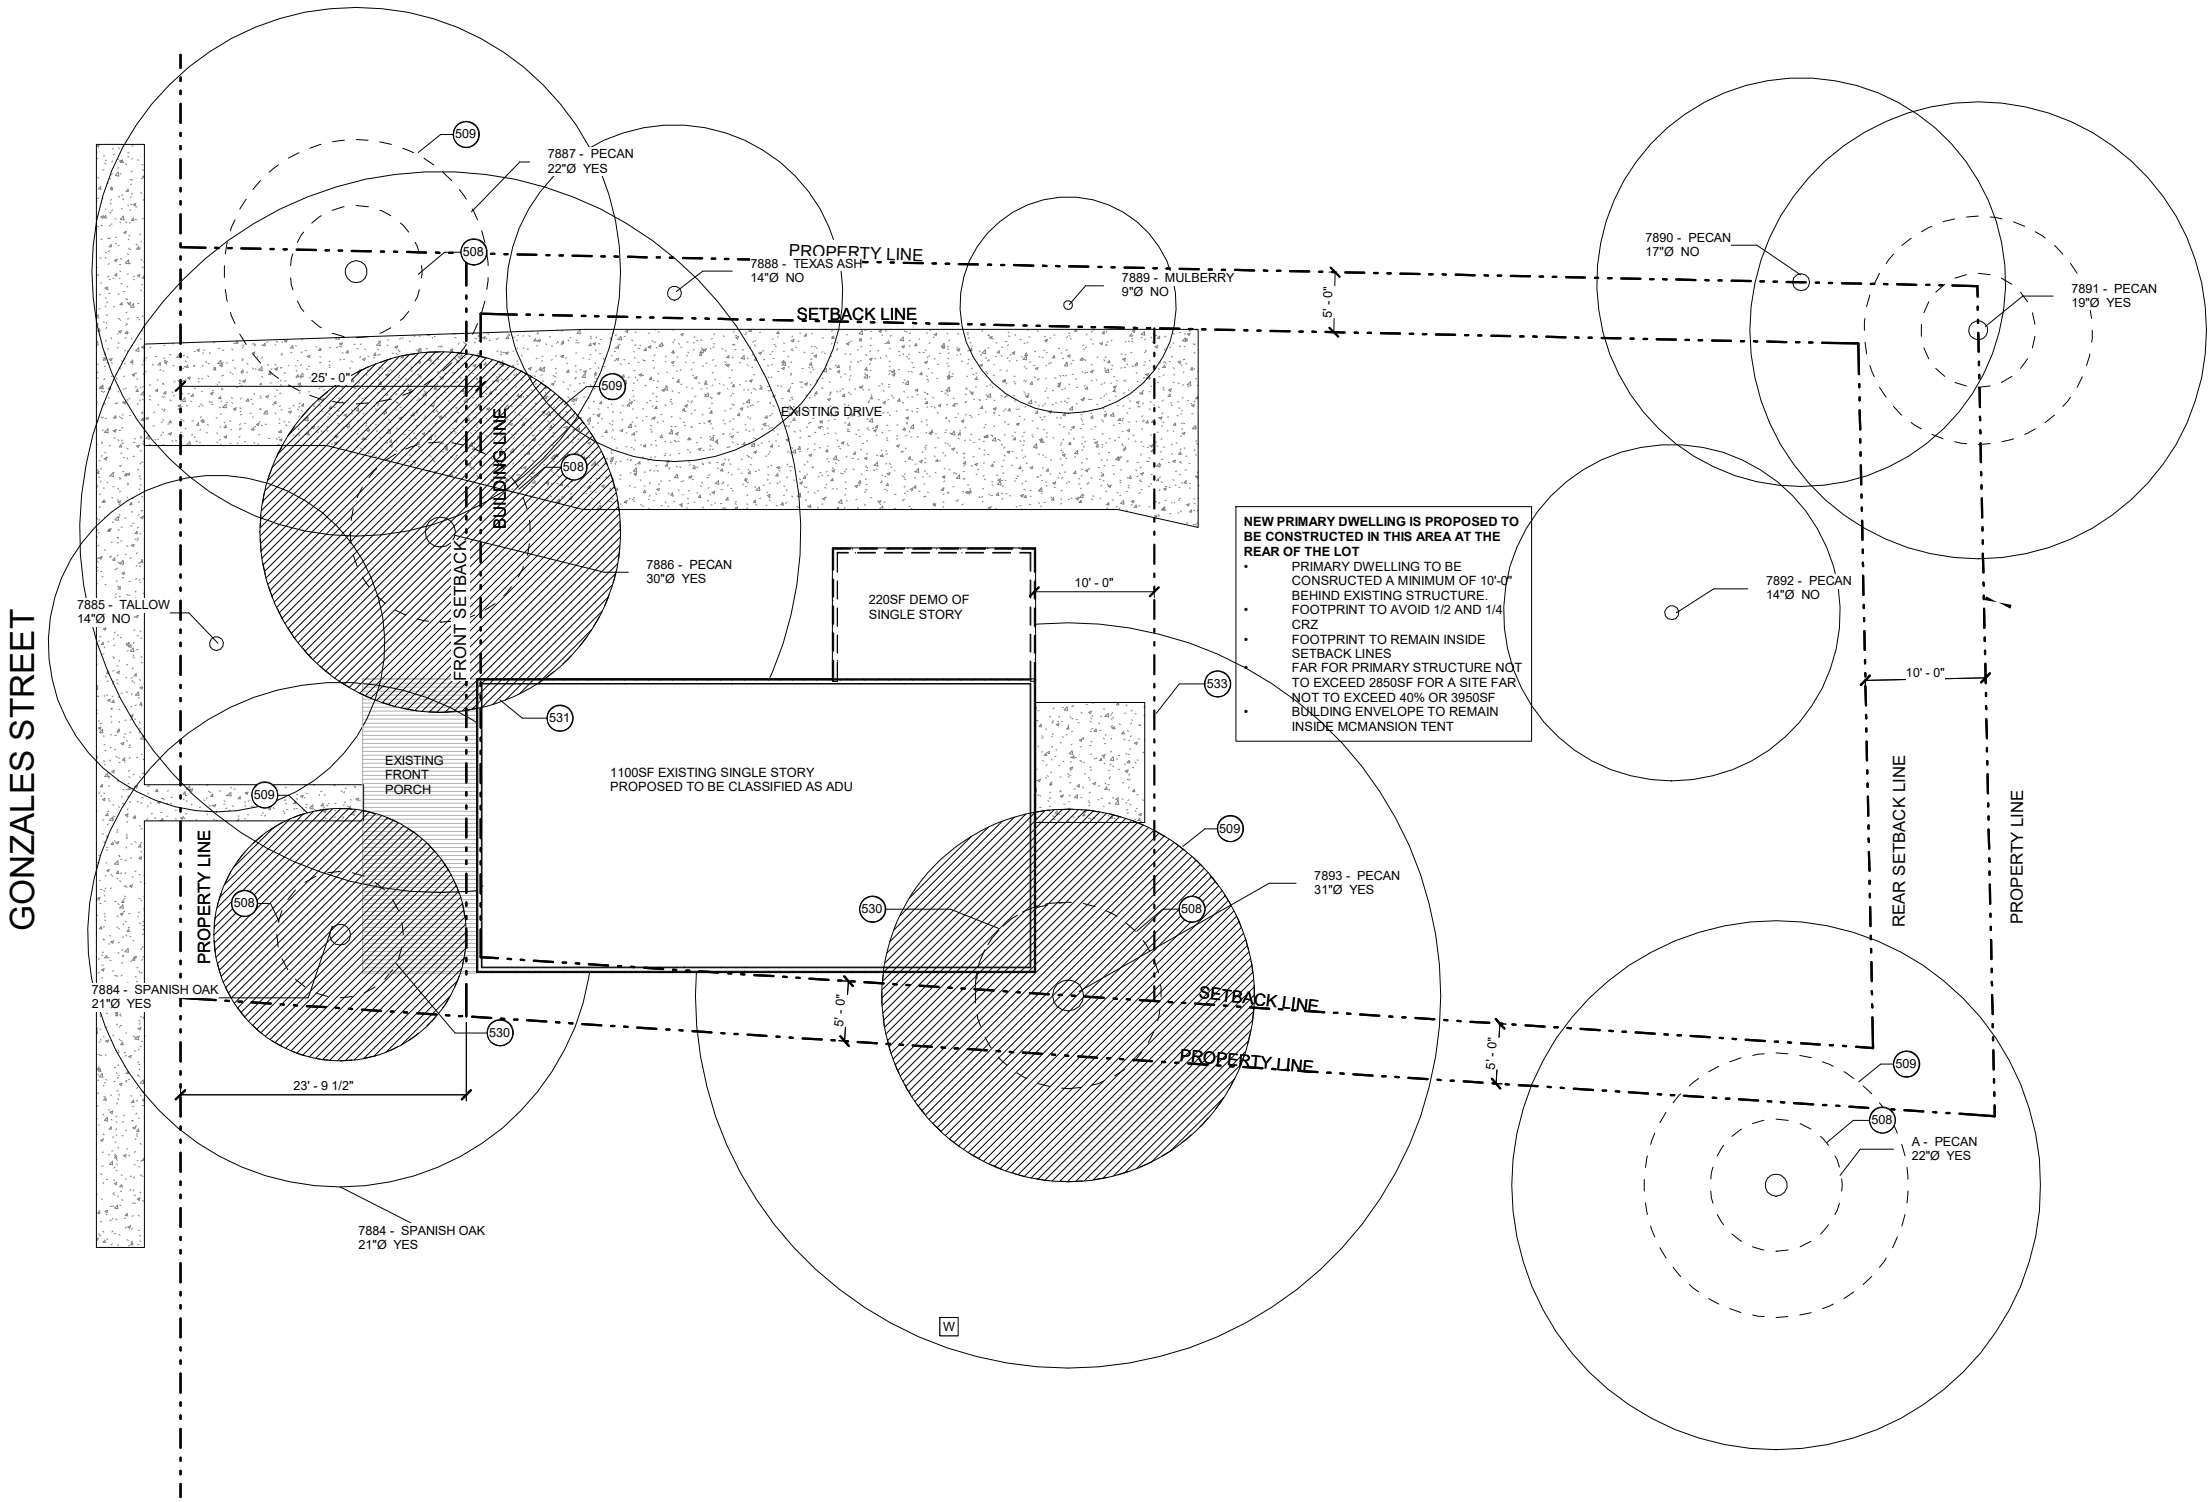 509
7887 - PECAN
22"Ø YES
508
PROPERTY LINE
7888 - TEXAS ASH
14"Ø NO
7889 - MULBERRY
9"Ø NO
7890 - PECAN
17"Ø NO
7891 - PECAN
19"Ø YES
5' - 0"
SETBACK LINE
25' - 0"
509
EXISTING DRIVE
BUILDING LINE
508
FRONT SETBACK
7886 - PECAN
30"Ø YES
7885 - TALLOW
14"Ø NO
GONZALES STREET
220SF DEMO OF
SINGLE STORY
10' - 0"
NEW PRIMARY DWELLING IS PROPOSED TO
BE CONSTRUCTED IN THIS AREA AT THE
REAR OF THE LOT
• PRIMARY DWELLING TO BE
CONSRUCTED A MINIMUM OF 10'-0"
BEHIND EXISTING STRUCTURE.
• FOOTPRINT TO AVOID 1/2 AND 1/4
CRZ
• FOOTPRINT TO REMAIN INSIDE
SETBACK LINES
• FAR FOR PRIMARY STRUCTURE NOT
TO EXCEED 2850SF FOR A SITE FAR
NOT TO EXCEED 40% OR 3950SF
• BUILDING ENVELOPE TO REMAIN
INSIDE MCMANSION TENT
7892 - PECAN
14"Ø NO
10' - 0"
533
531
EXISTING
FRONT
PORCH
1100SF EXISTING SINGLE STORY
PROPOSED TO BE CLASSIFIED AS ADU
509
PROPERTY LINE
508
509
7893 - PECAN
31"Ø YES
530
508
REAR SETBACK LINE
PROPERTY LINE
7884 - SPANISH OAK
21"Ø YES
530
5' - 0"
SETBACK LINE
PROPERTY LINE
5' - 0"
23' - 9 1/2"
509
508
A - PECAN
22"Ø YES
7884 - SPANISH OAK
21"Ø YES
W